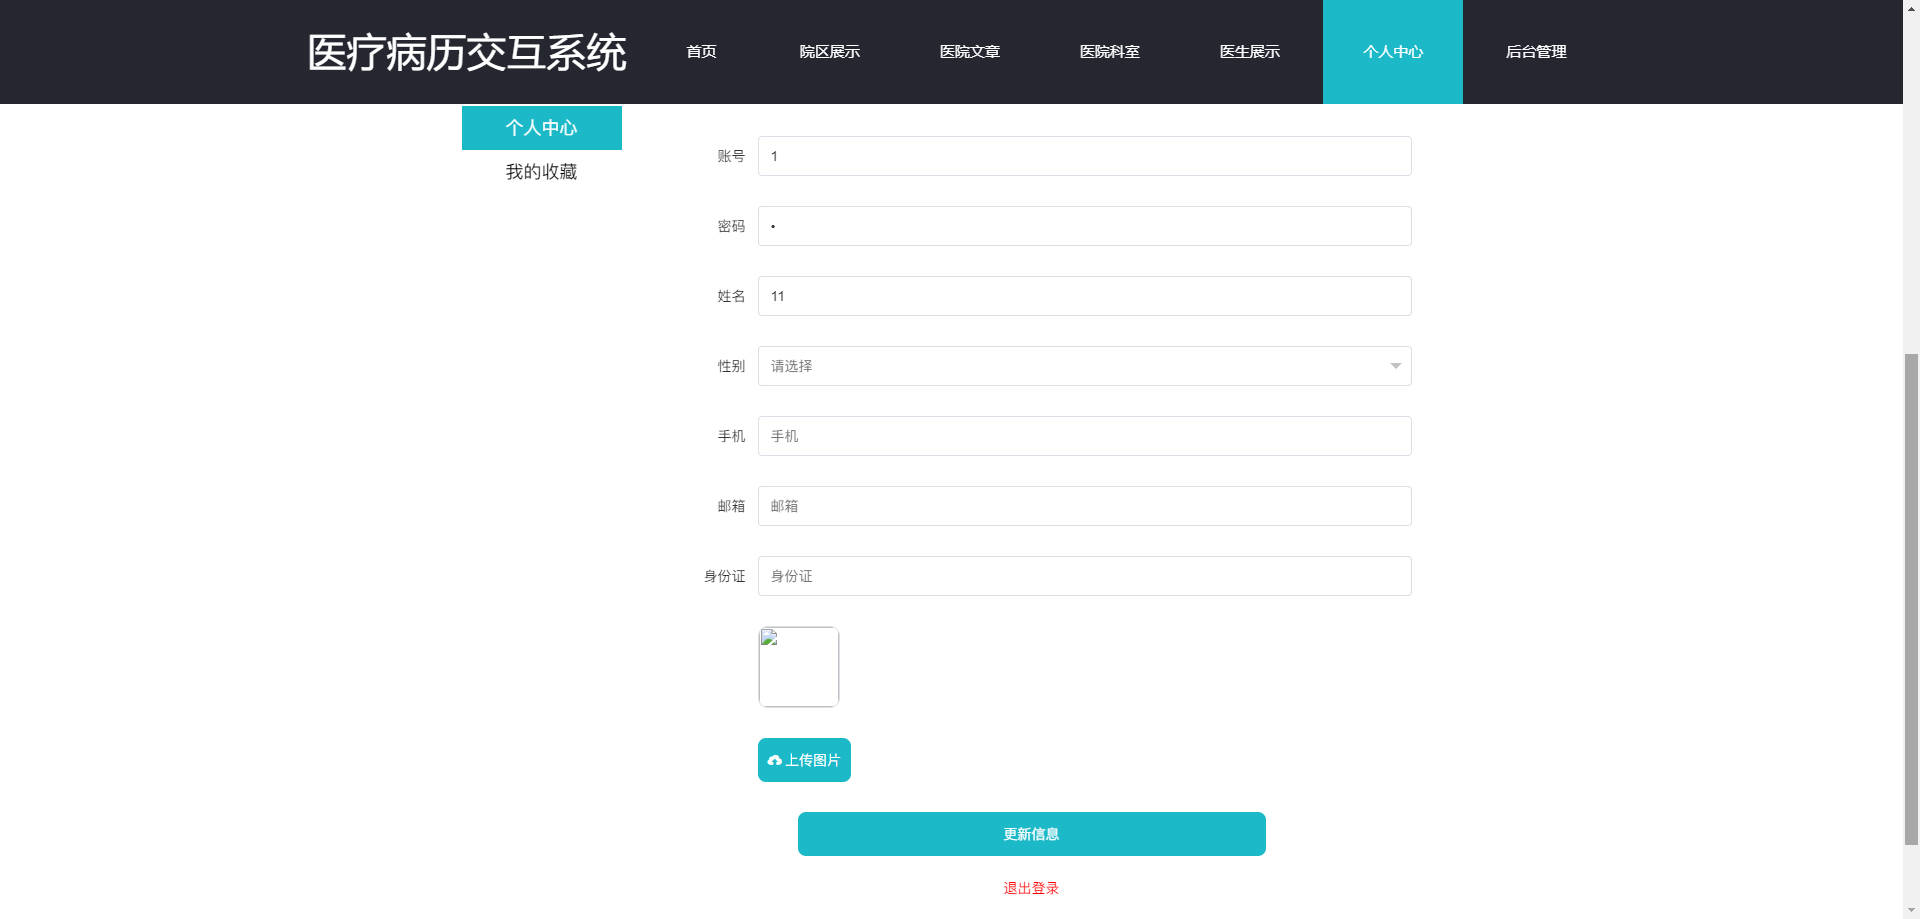 医疗病历交互系统 首页 院区展示 医院文章 医院科室 医生展示 个人中心 后台管理
个人中心
我的收藏
账号 1
密码 •
姓名 11
性别 请选择
手机 手机
邮箱 邮箱
身份证 身份证
上传图片
更新信息
退出登录